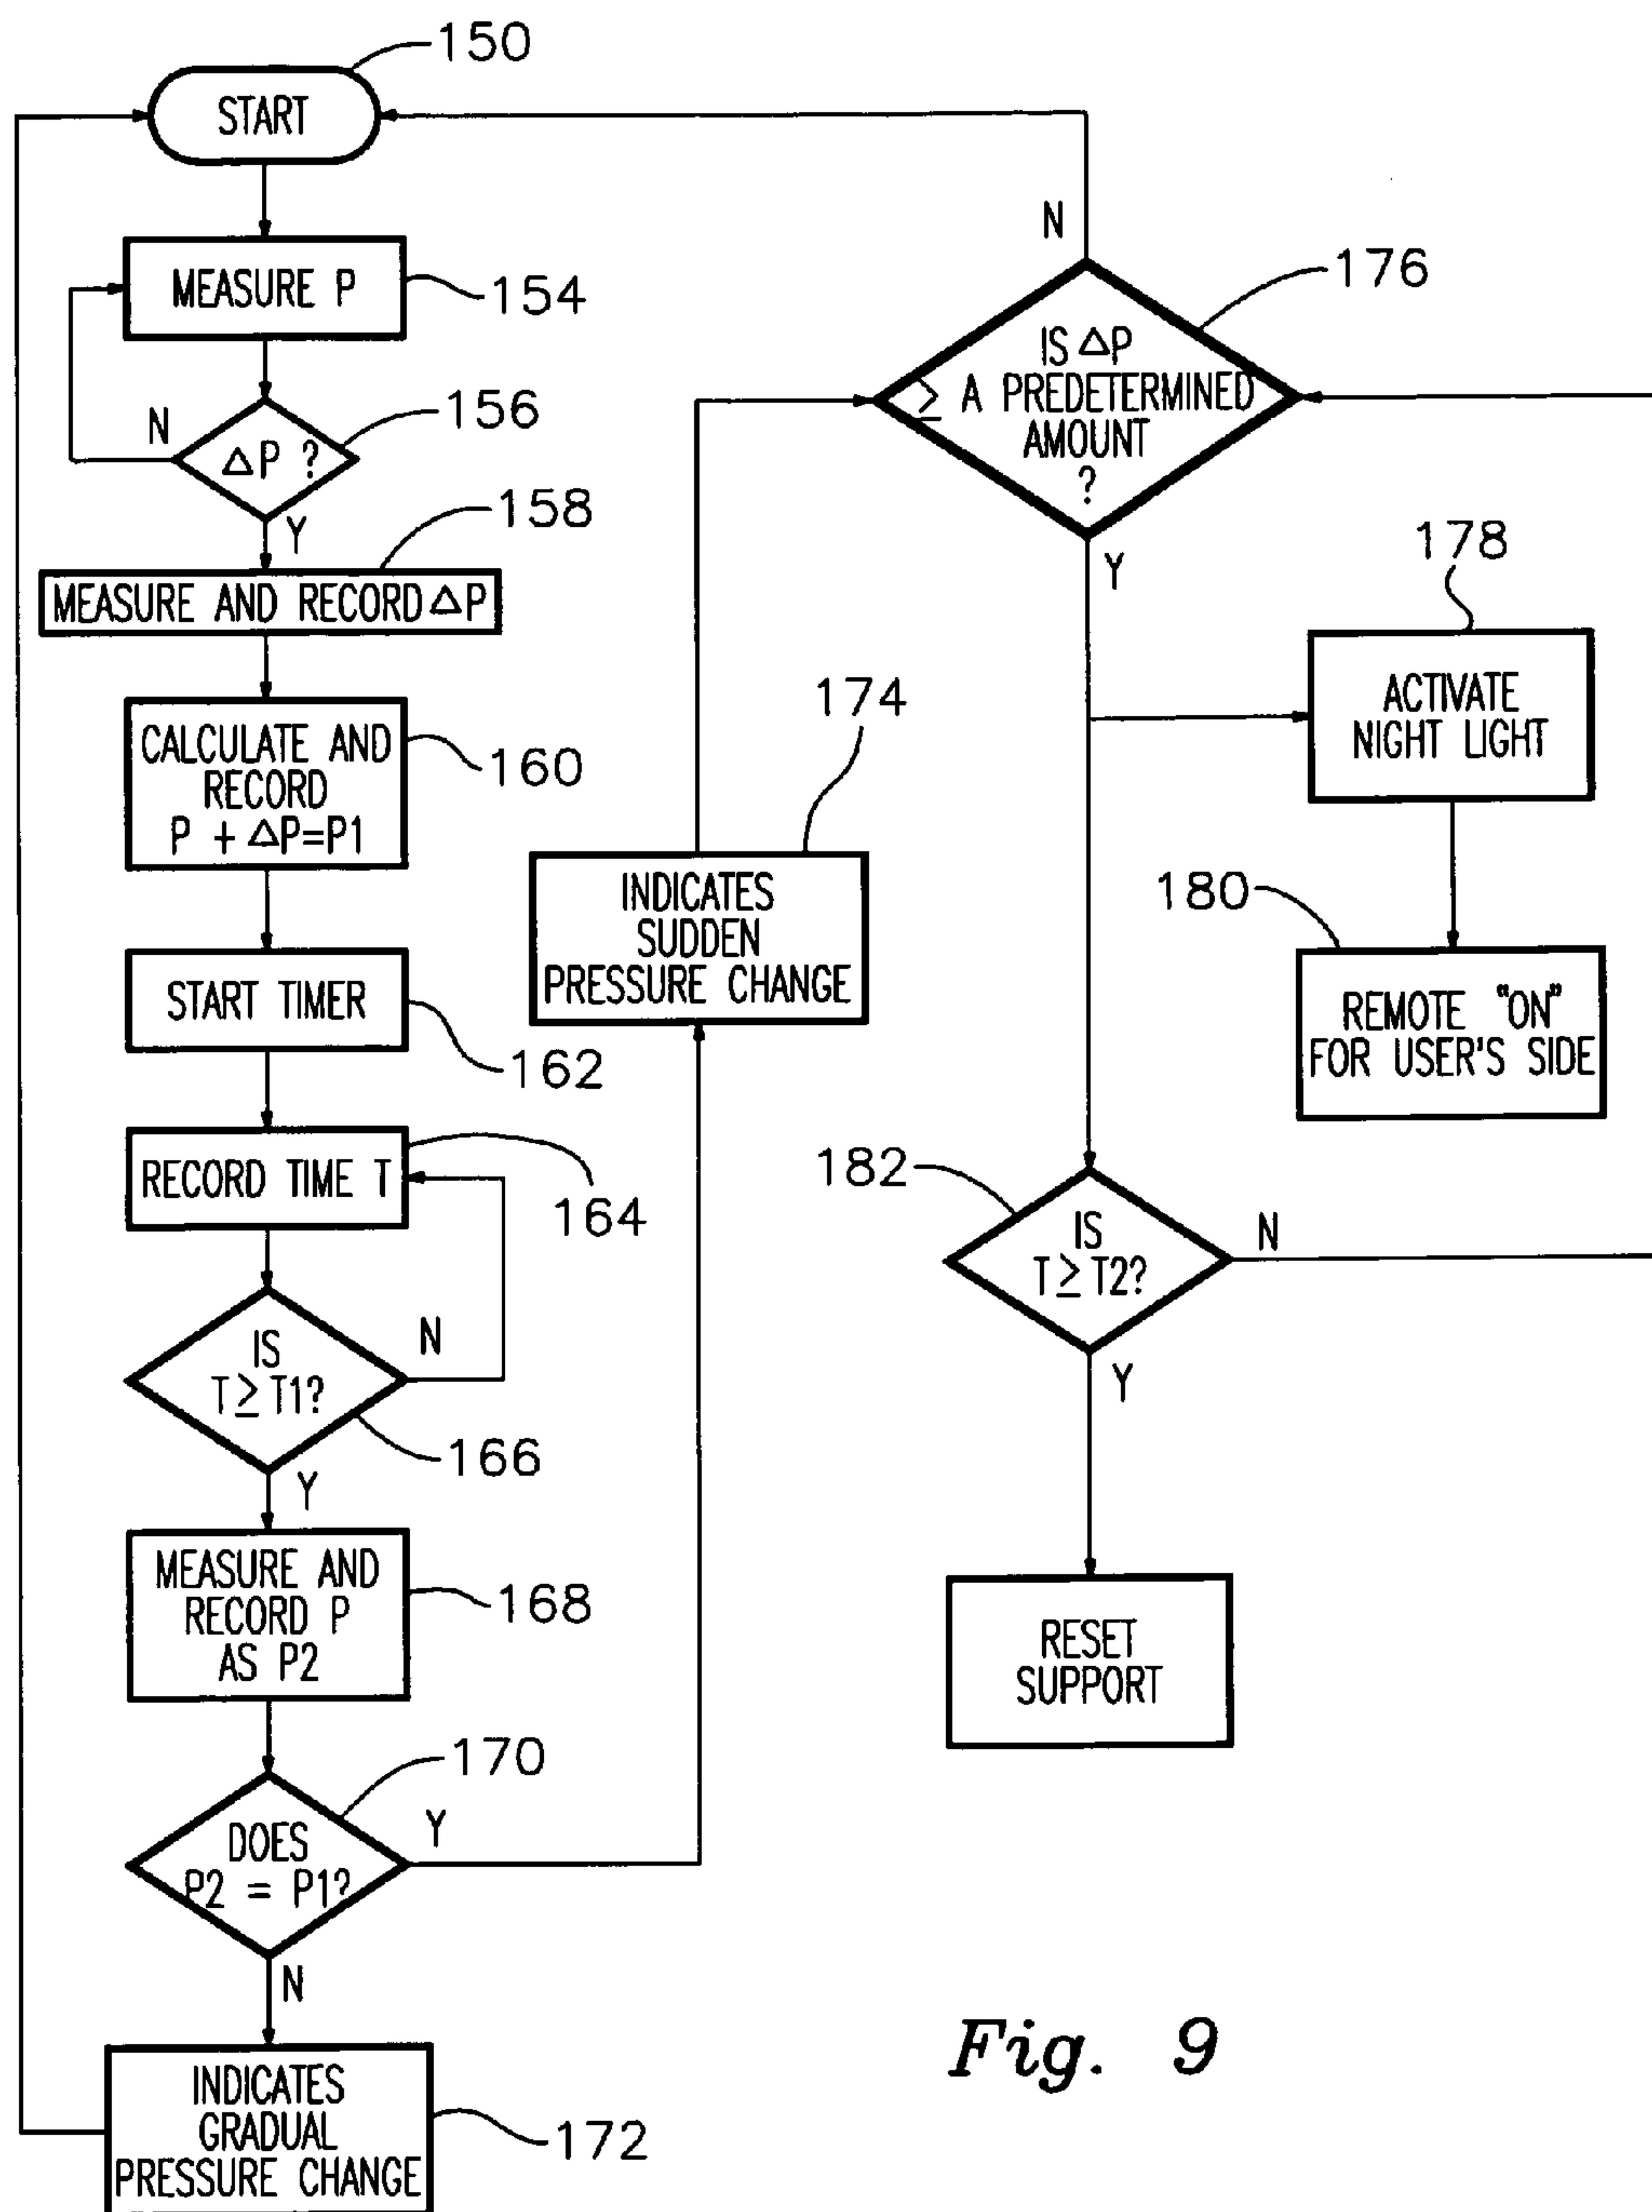 150
START
MEASURE P
154
N
ΔP ?
156
Y
158
MEASURE AND RECORD ΔP
CALCULATE AND
RECORD
P + ΔP=P1
160
START TIMER
162
RECORD TIME T
164
IS
T ≥ T1?
N
166
Y
MEASURE AND
RECORD P
AS P2
168
170
DOES
P2 = P1?
Y
N
INDICATES
GRADUAL
PRESSURE CHANGE
172
174
INDICATES
SUDDEN
PRESSURE CHANGE
N
176
IS ΔP
≥ A PREDETERMINED
AMOUNT
?
Y
178
ACTIVATE
NIGHT LIGHT
180
REMOTE "ON"
FOR USER'S SIDE
182
IS
T ≥ T2?
N
Y
RESET
SUPPORT
Fig. 9